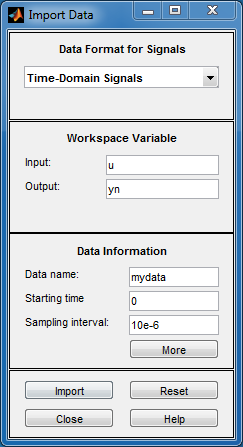 Import Data
Data Format for Signals
Time-Domain Signals
Workspace Variable
Input: u
Output: yn
Data Information
Data name: mydata
Starting time 0
Sampling interval: 10e-6
More
Import Reset
Close Help